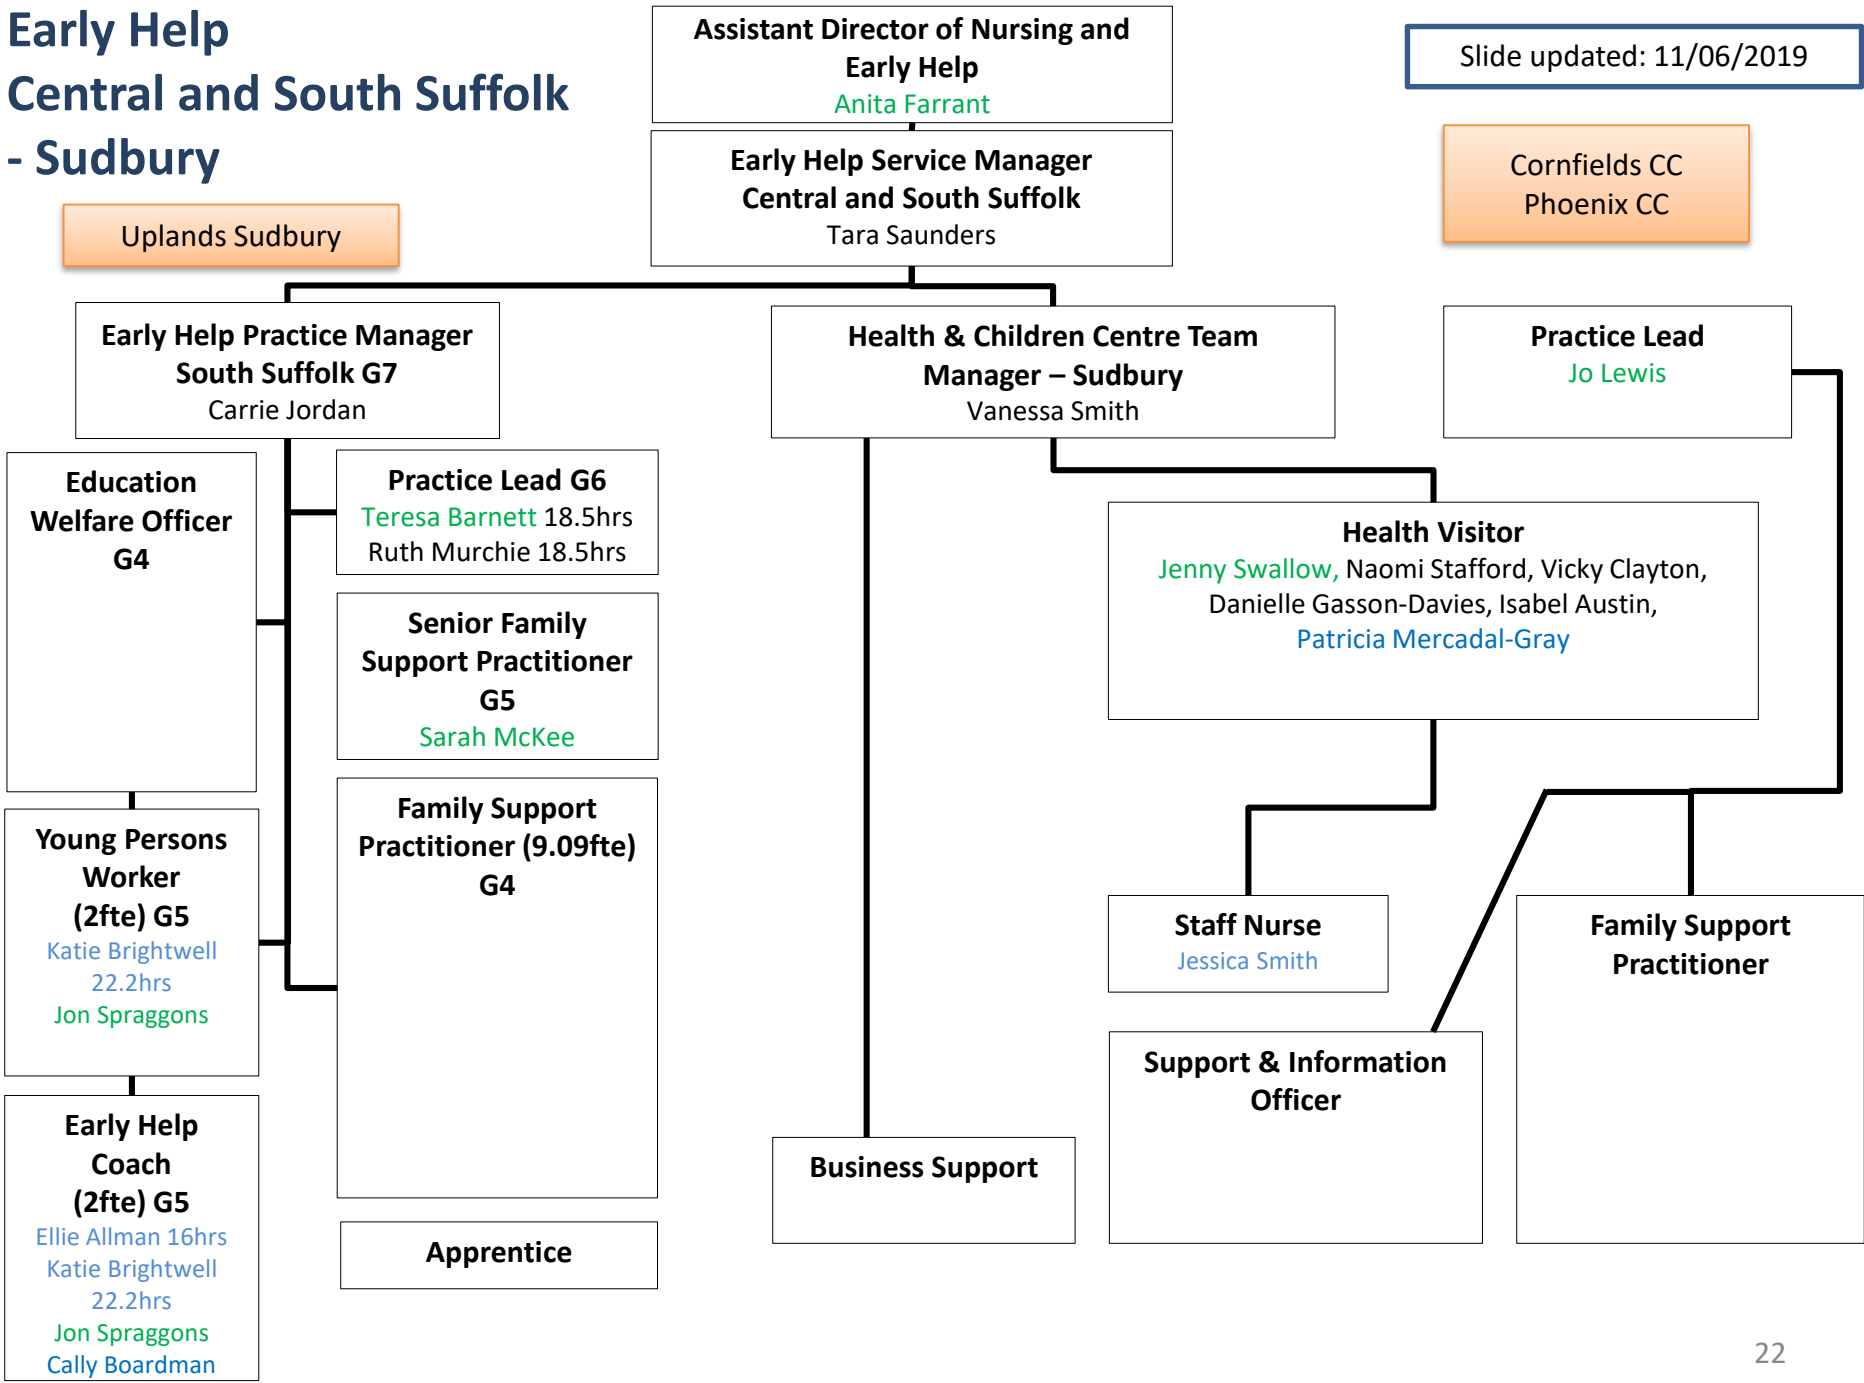 Early Help
Central and South Suffolk
- Sudbury
Assistant Director of Nursing and
Early Help
Anita Farrant
Slide updated: 11/06/2019
Early Help Service Manager
Central and South Suffolk
Tara Saunders
Cornfields CC
Phoenix CC
Uplands Sudbury
Early Help Practice Manager
South Suffolk G7
Carrie Jordan
Health & Children Centre Team
Manager – Sudbury
Vanessa Smith
Practice Lead
Jo Lewis
Education
Welfare Officer
G4
Practice Lead G6
Teresa Barnett 18.5hrs
Ruth Murchie 18.5hrs
Health Visitor
Jenny Swallow, Naomi Stafford, Vicky Clayton,
Danielle Gasson-Davies, Isabel Austin,
Patricia Mercadal-Gray
Senior Family
Support Practitioner
G5
Sarah McKee
Family Support
Practitioner (9.09fte)
G4
Young Persons
Worker
(2fte) G5
Katie Brightwell
22.2hrs
Jon Spraggons
Staff Nurse
Jessica Smith
Family Support
Practitioner
Support & Information
Officer
Early Help
Coach
(2fte) G5
Ellie Allman 16hrs
Katie Brightwell
22.2hrs
Jon Spraggons
Cally Boardman
Business Support
Apprentice
22